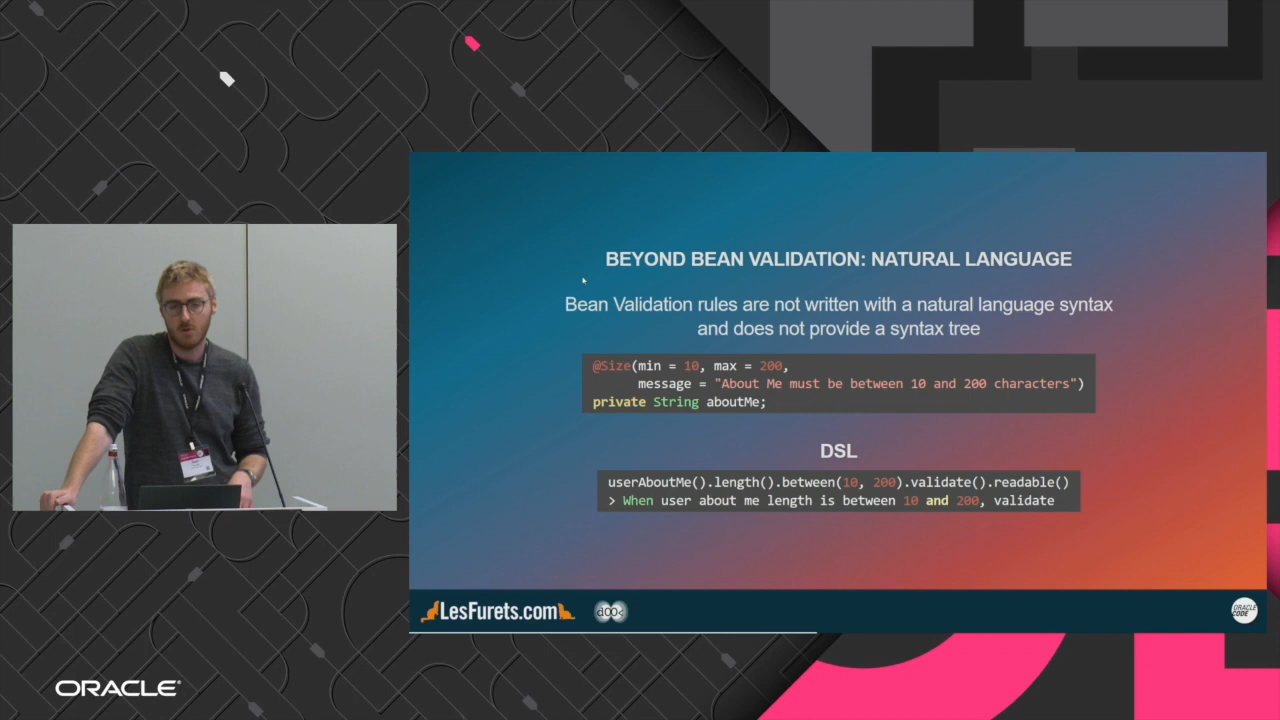 BEYOND BEAN VALIDATION: NATURAL LANGUAGE
Bean Validation rules are not written with a natural language syntax
and does not provide a syntax tree
@Size(min = 10, max = 200,
message = "About Me must be between 10 and 200 characters")
private String aboutMe;
DSL
userAboutMe().length().between(10, 200).validate().readable()
> When user about me length is between 10 and 200, validate
LesFurets.com
dOO<
ORACLE CODE
ORACLE